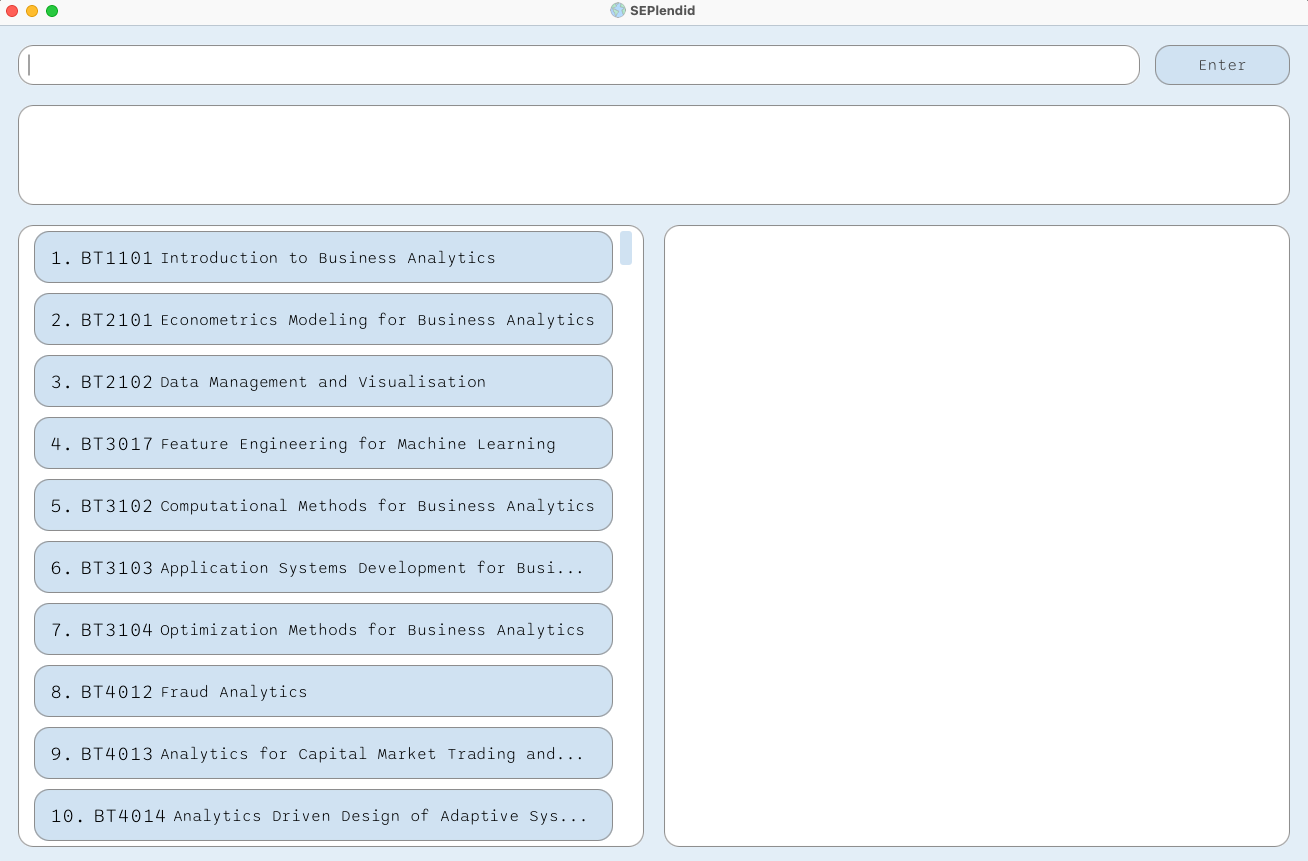 SEPlendid
Enter
1. BT1101 Introduction to Business Analytics
2. BT2101 Econometrics Modeling for Business Analytics
3. BT2102 Data Management and Visualisation
4. BT3017 Feature Engineering for Machine Learning
5. BT3102 Computational Methods for Business Analytics
6. BT3103 Application Systems Development for Busi...
7. BT3104 Optimization Methods for Business Analytics
8. BT4012 Fraud Analytics
9. BT4013 Analytics for Capital Market Trading and...
10. BT4014 Analytics Driven Design of Adaptive Sys...